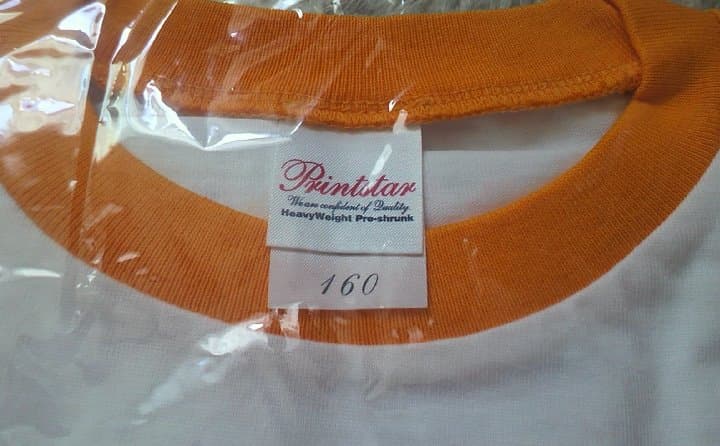 Printstar
We are confident of Quality.
HeavyWeight Pre-shrunk
160